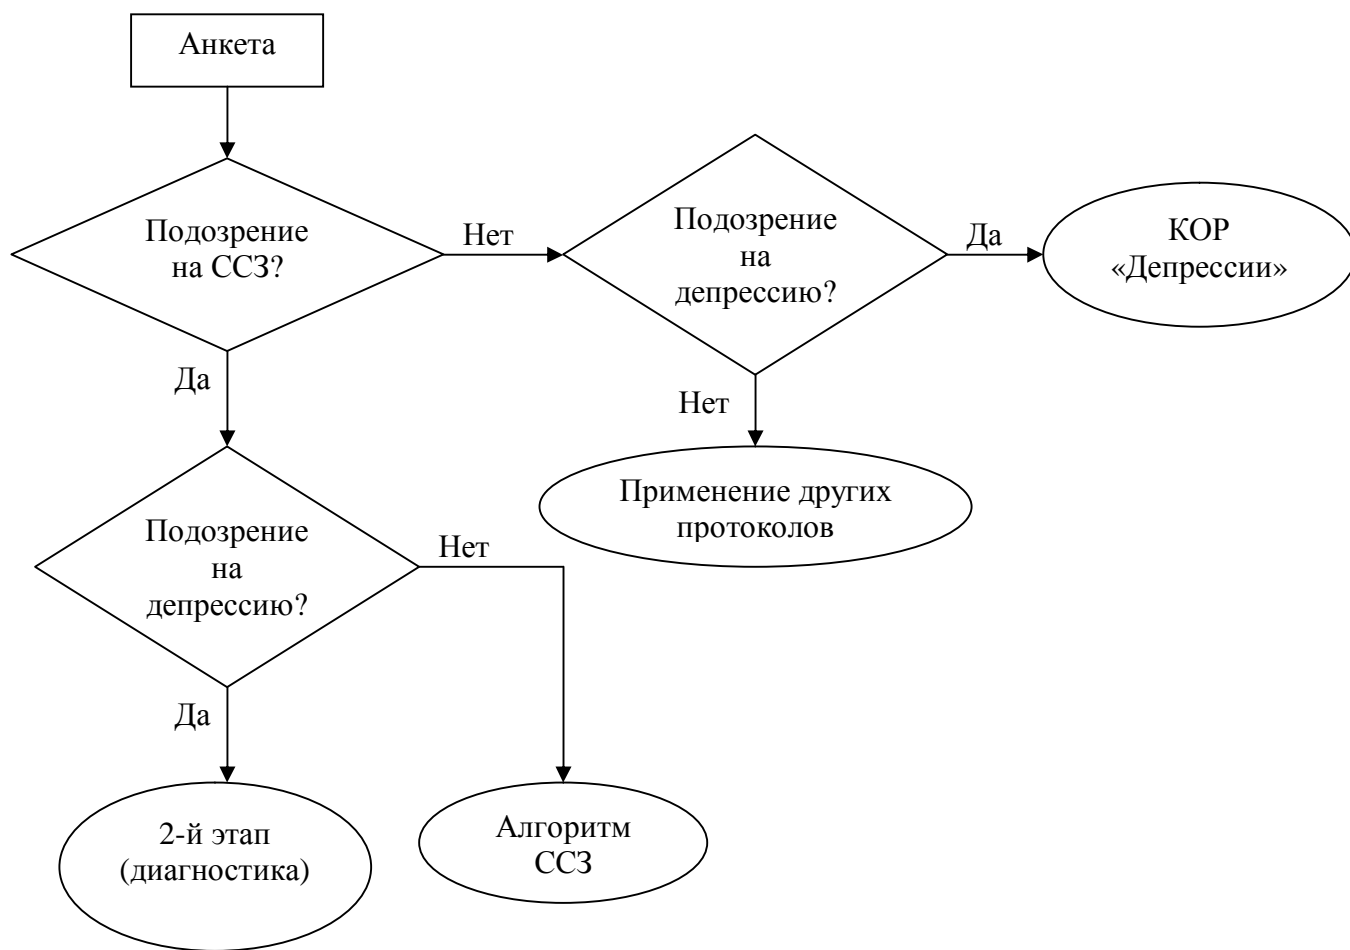 Анкета
Подозрение
на ССЗ?
Нет
Подозрение
на
депрессию?
Да
КОР
«Депрессии»
Да
Нет
Применение других
протоколов
Подозрение
на
депрессию?
Нет
Да
2-й этап
(диагностика)
Алгоритм
ССЗ